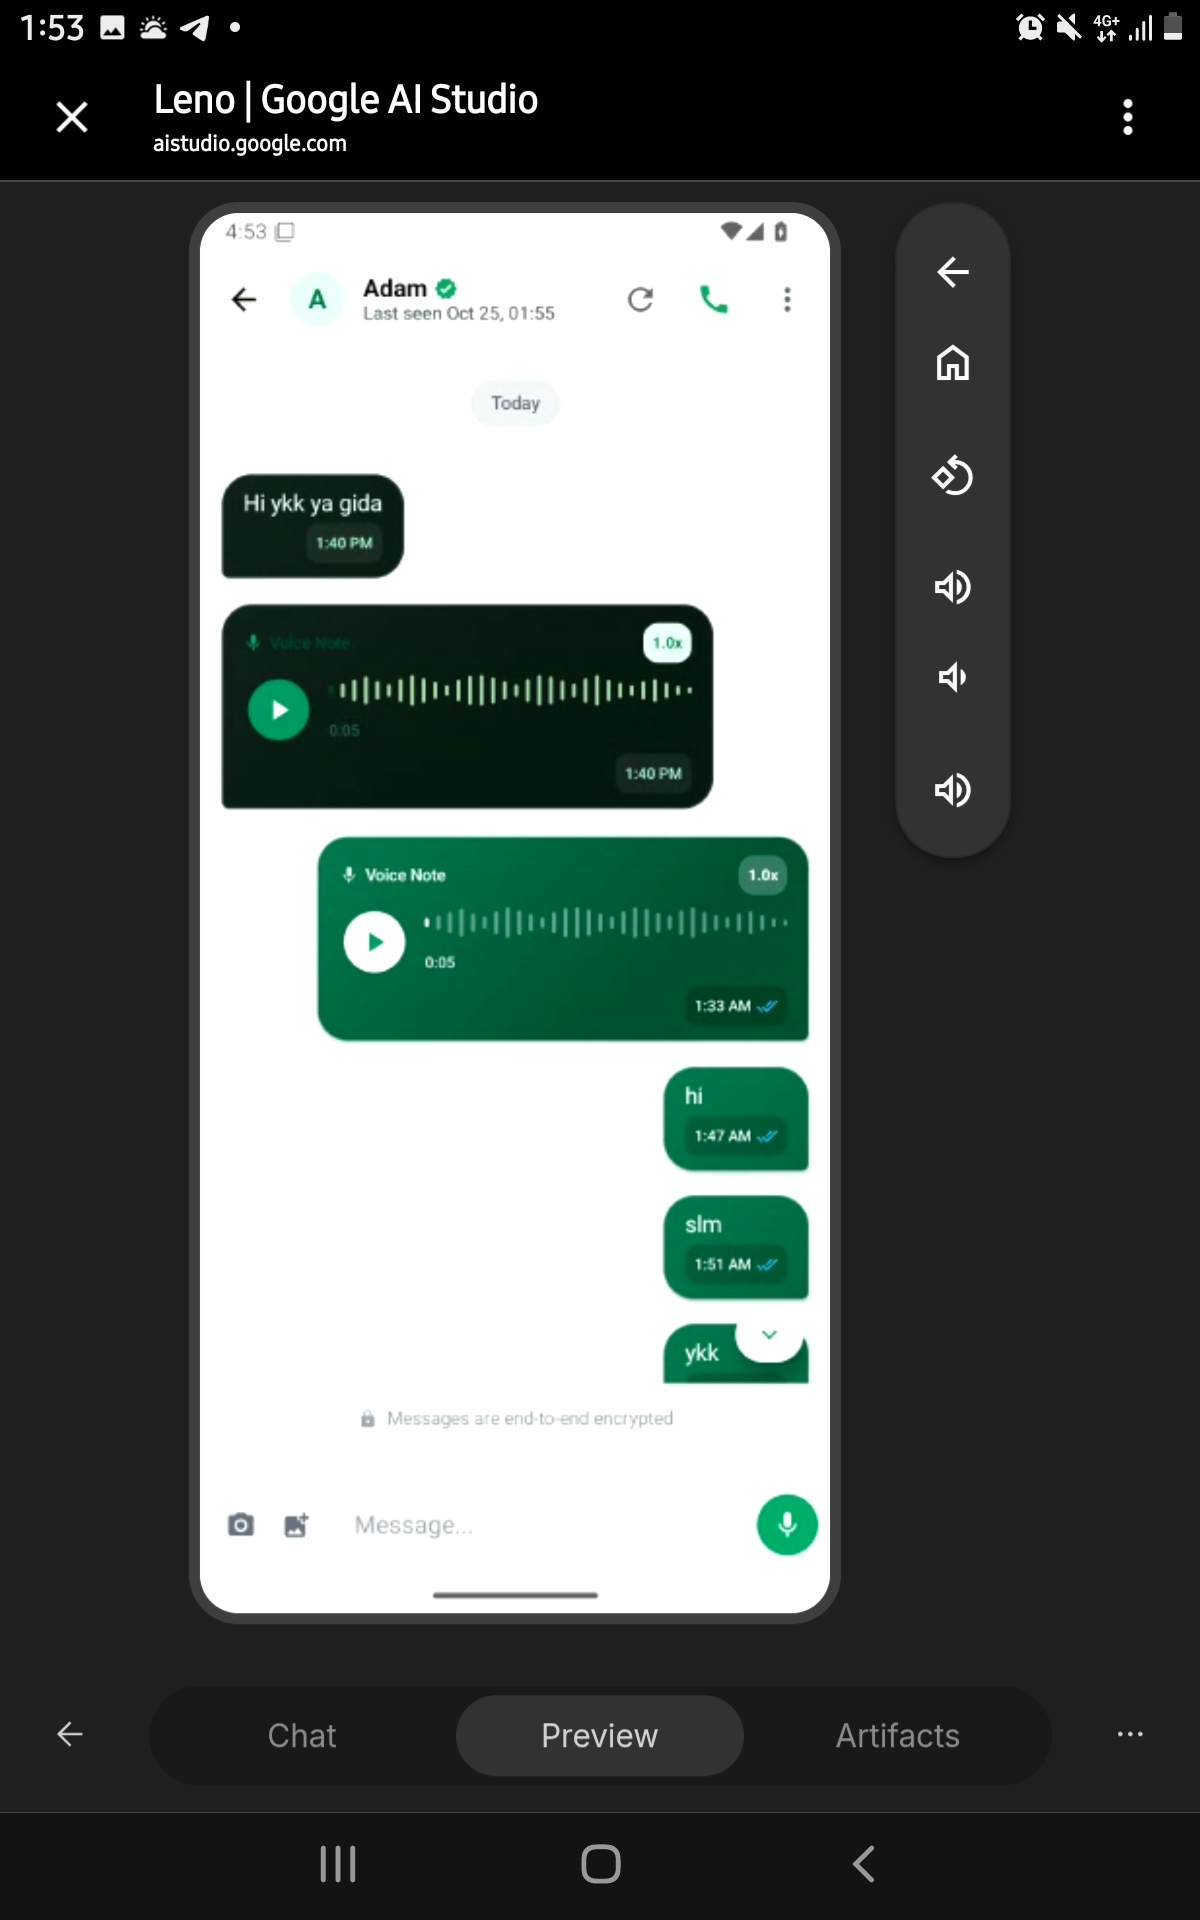 1:53
4G+
Leno | Google AI Studio
aistudio.google.com
4:53
A
Adam
Last seen Oct 25, 01:55
Today
Hi ykk ya gida
1:40 PM
Voice Note
1.0x
0:05
1:40 PM
Voice Note
1.0x
0:05
1:33 AM
hi
1:47 AM
slm
1:51 AM
ykk
Messages are end-to-end encrypted
Message...
Chat
Preview
Artifacts